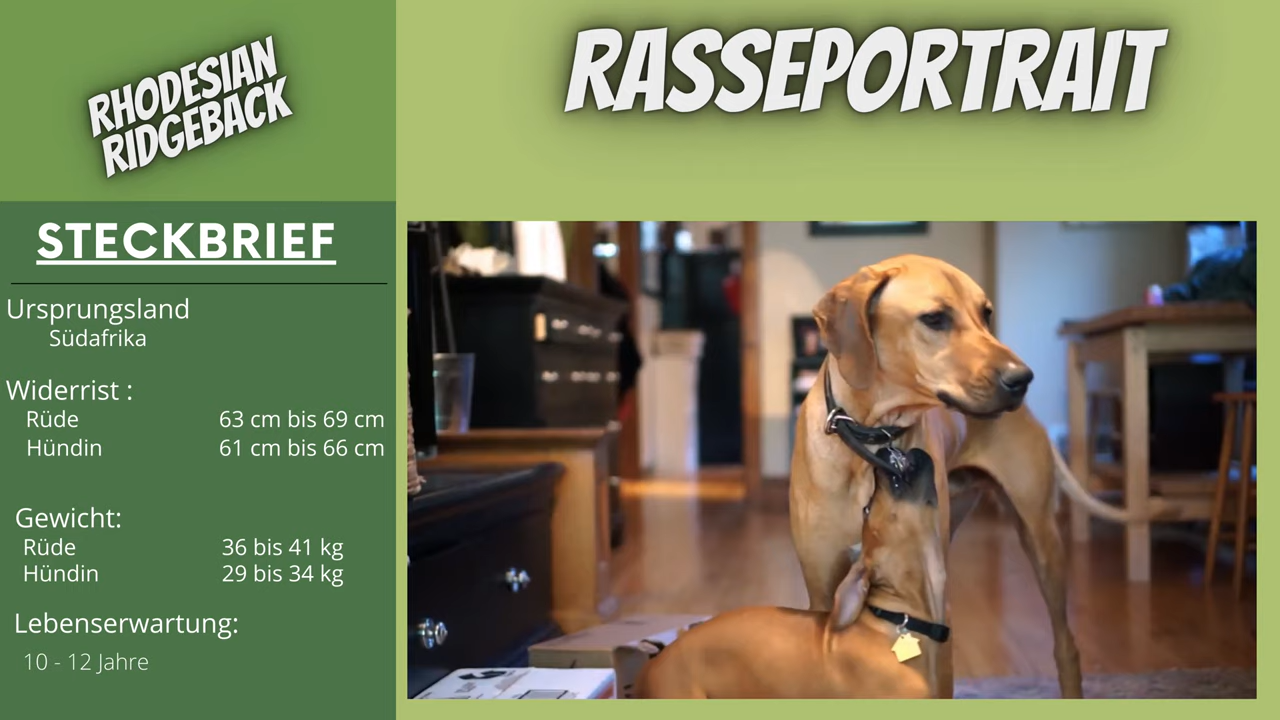 RHODESIAN
RIDGEBACK
RASSEPORTRAIT
STECKBRIEF
Ursprungsland
Südafrika
Widerrist :
Rüde 63 cm bis 69 cm
Hündin 61 cm bis 66 cm
Gewicht:
Rüde 36 bis 41 kg
Hündin 29 bis 34 kg
Lebenserwartung:
10 - 12 Jahre